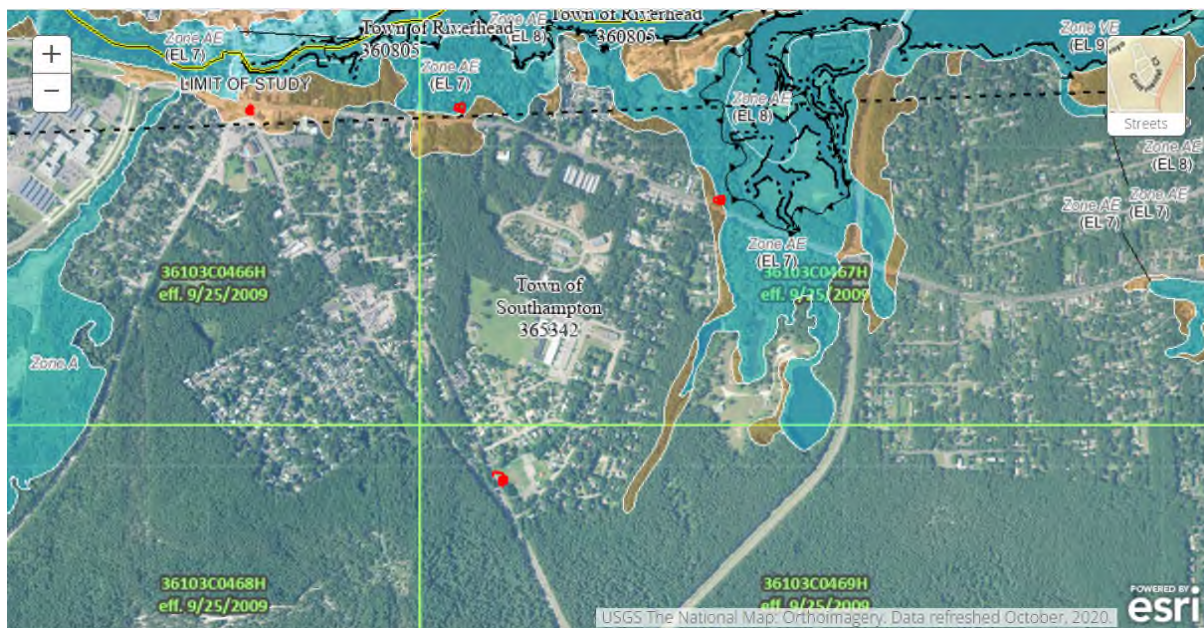 Town of Riverhead
360805
Zone AE
(EL 7)
Zone AE
(EL 8)
Town of Riverhead
360805
Zone VE
(EL 9)
+
−
LIMIT OF STUDY
Zone AE
(EL 7)
Zone AE
(EL 8)
Streets
Zone AE
(EL 8)
Zone AE
(EL 7)
Zone AE
(EL 7)
Zone AE
(EL 7)
36103C0466H
eff. 9/25/2009
36103C0467H
eff. 9/25/2009
Town of
Southampton
365342
Zone A
36103C0468H
eff. 9/25/2009
36103C0469H
eff. 9/25/2009
USGS The National Map: Orthoimagery. Data refreshed October, 2020.
POWERED BY
esri